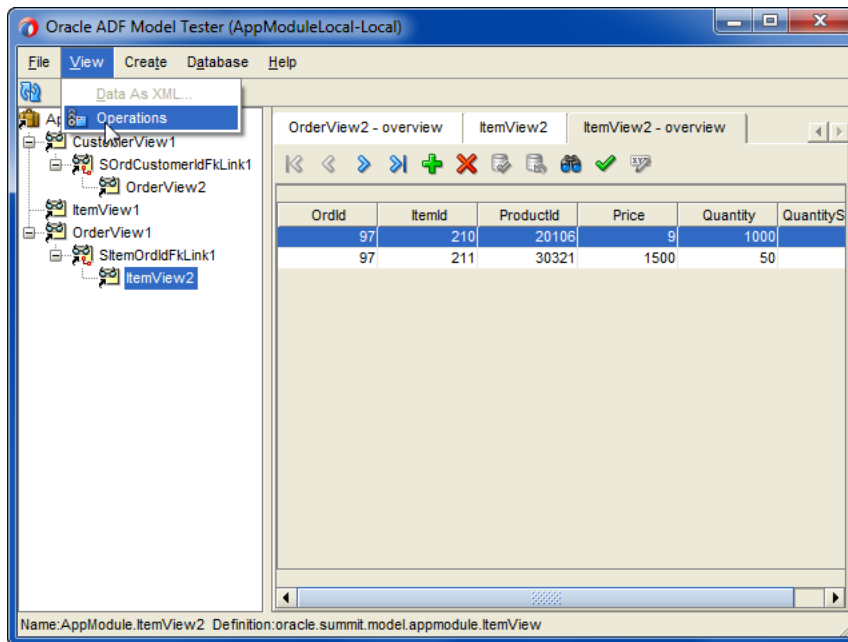 Oracle ADF Model Tester (AppModuleLocal-Local)
File View Create Database Help
Data As XML...
Operations
CustomerView1
SOrdCustomerIdFkLink1
OrderView2
ItemView1
OrderView1
SItemOrdIdFkLink1
ItemView2
OrderView2 - overview ItemView2 ItemView2 - overview
OrdId ItemId ProductId Price Quantity QuantityS
97 210 20106 9 1000
97 211 30321 1500 50
Name:AppModule.ItemView2 Definition:oracle.summit.model.appmodule.ItemView